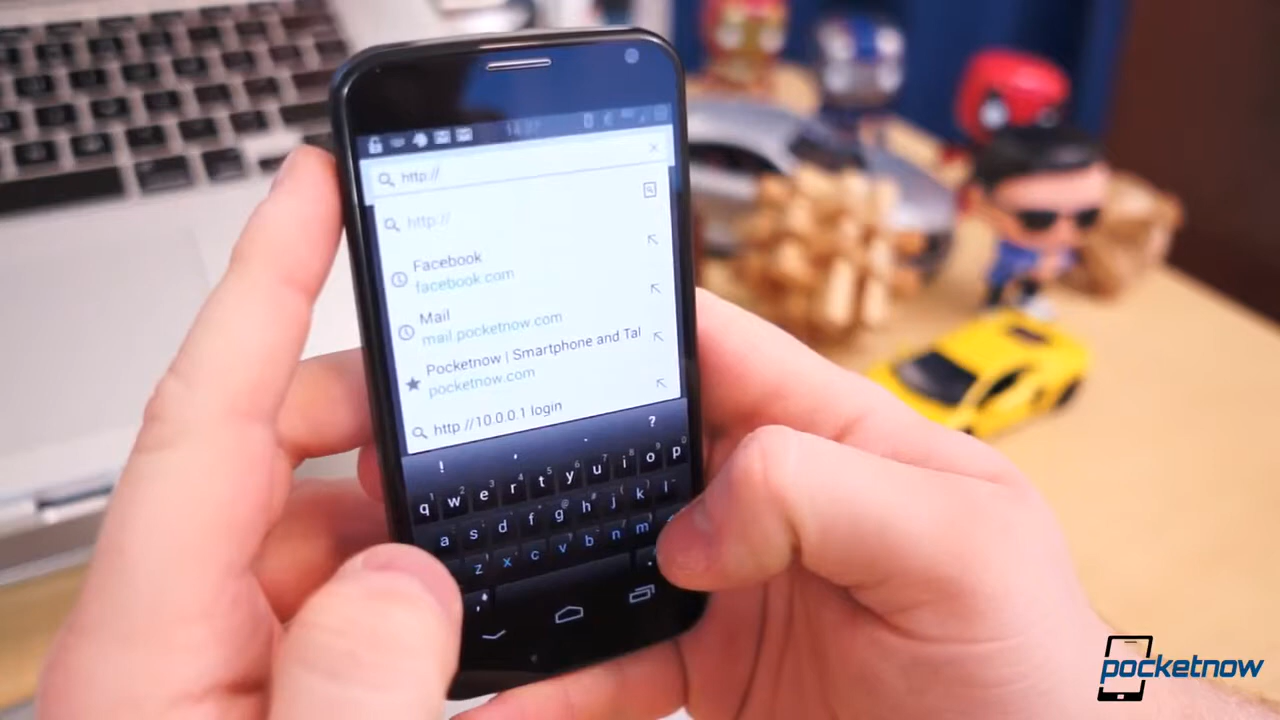 http://
http://
Facebook
facebook.com
Mail
mail.pocketnow.com
Pocketnow | Smartphone and Tal
pocketnow.com
http //10.0.0.1 login
! ?
q w e r t y u i o p
a s d f g h j k l
z x c v b n m
pocketnow